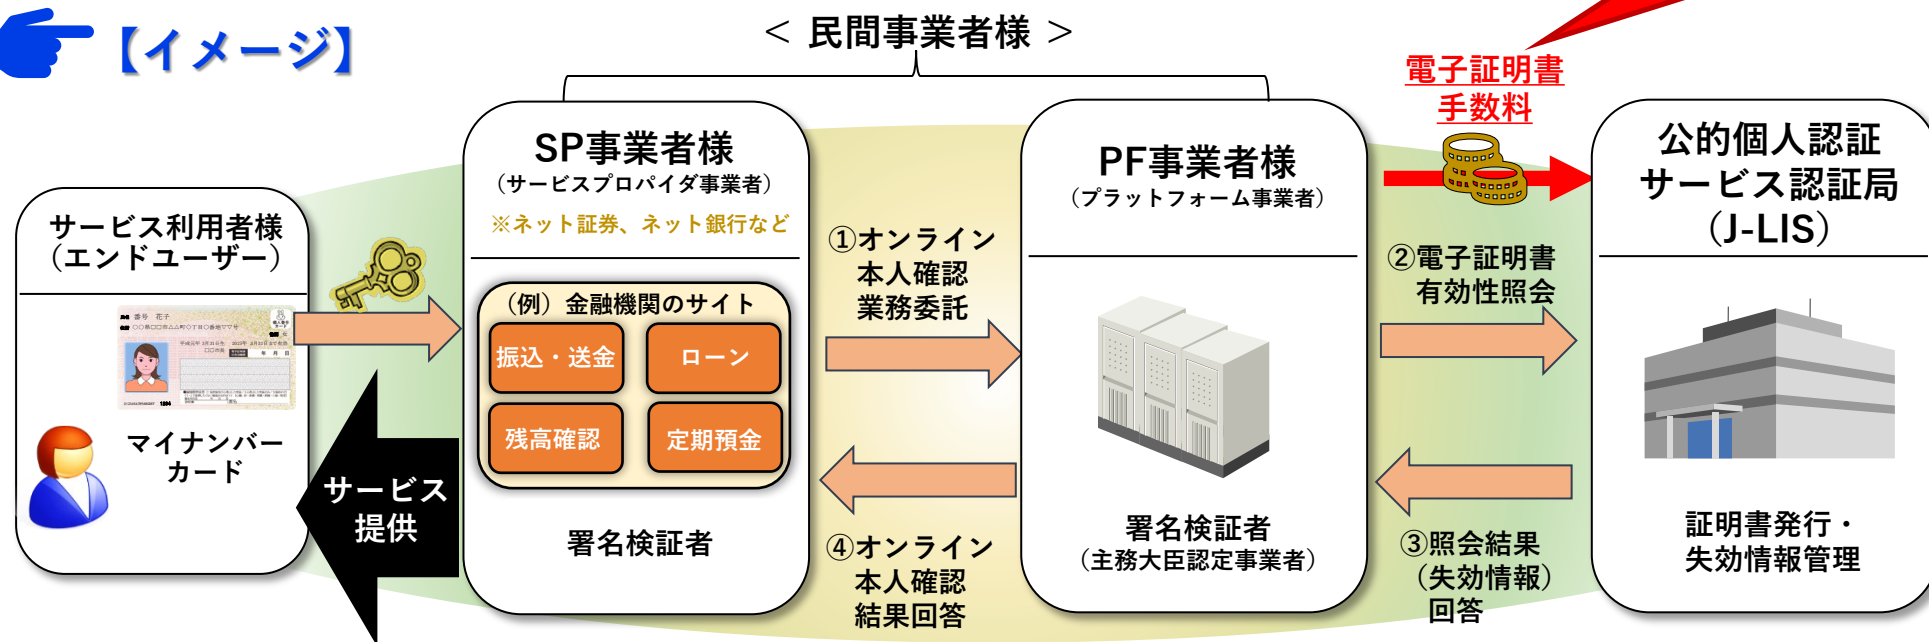 【イメージ】
＜ 民間事業者様 ＞
電子証明書
手数料
サービス利用者様
（エンドユーザー）
番号 花子
マイナンバー
カード
サービス
提供
SP事業者様
（サービスプロバイダ事業者）
※ネット証券、ネット銀行など
（例）金融機関のサイト
振込・送金
ローン
残高確認
定期預金
署名検証者
①オンライン
本人確認
業務委託
④オンライン
本人確認
結果回答
PF事業者様
（プラットフォーム事業者）
署名検証者
（主務大臣認定事業者）
②電子証明書
有効性照会
③照会結果
（失効情報）
回答
公的個人認証
サービス認証局
（J-LIS）
証明書発行・
失効情報管理